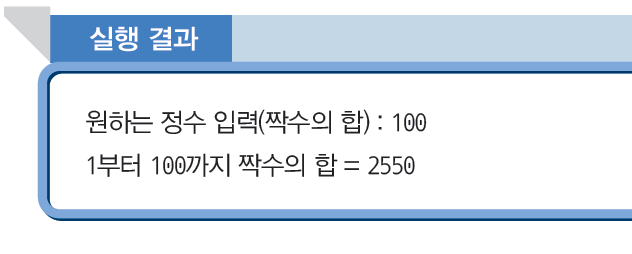 실행 결과
원하는 정수 입력(짝수의 합) : 100
1부터 100까지 짝수의 합 = 2550